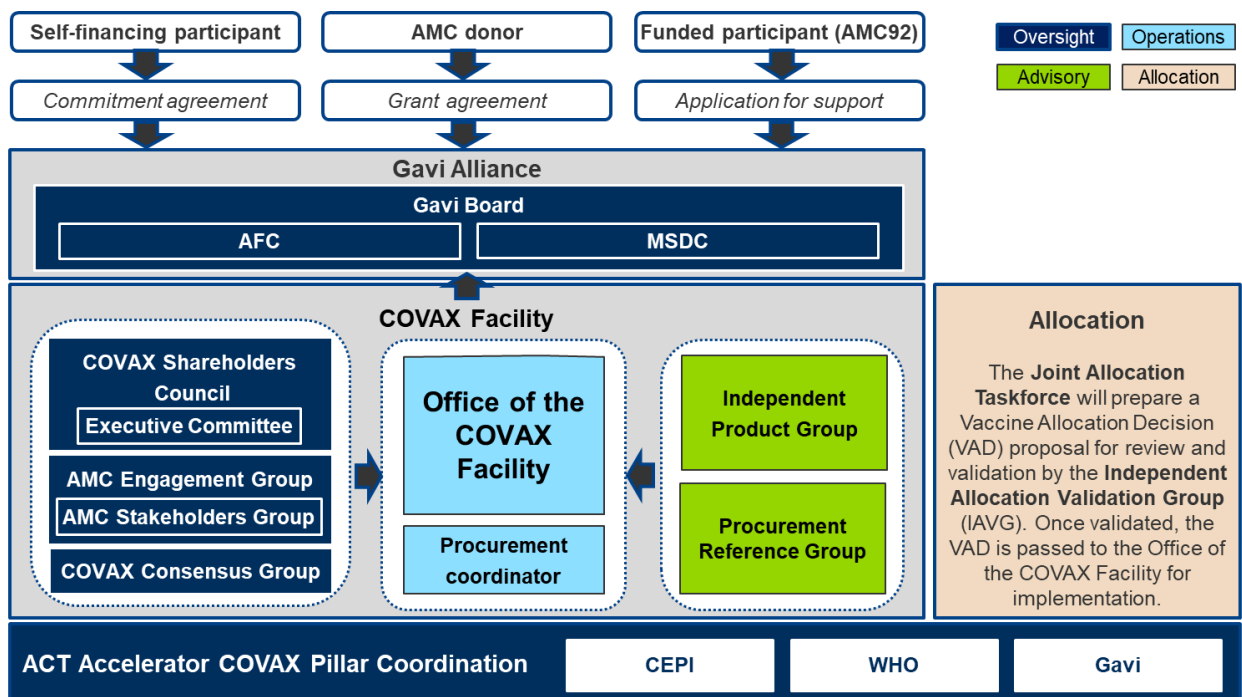 Self-financing participant
AMC donor
Funded participant (AMC92)
Oversight
Operations
Advisory
Allocation
Commitment agreement
Grant agreement
Application for support
Gavi Alliance
Gavi Board
AFC
MSDC
COVAX Facility
COVAX Shareholders
Council
Executive Committee
AMC Engagement Group
AMC Stakeholders Group
COVAX Consensus Group
Office of the
COVAX
Facility
Procurement
coordinator
Independent
Product Group
Procurement
Reference Group
Allocation
The Joint Allocation
Taskforce will prepare a
Vaccine Allocation Decision
(VAD) proposal for review and
validation by the Independent
Allocation Validation Group
(IAVG). Once validated, the
VAD is passed to the Office of
the COVAX Facility for
implementation.
ACT Accelerator COVAX Pillar Coordination
CEPI
WHO
Gavi